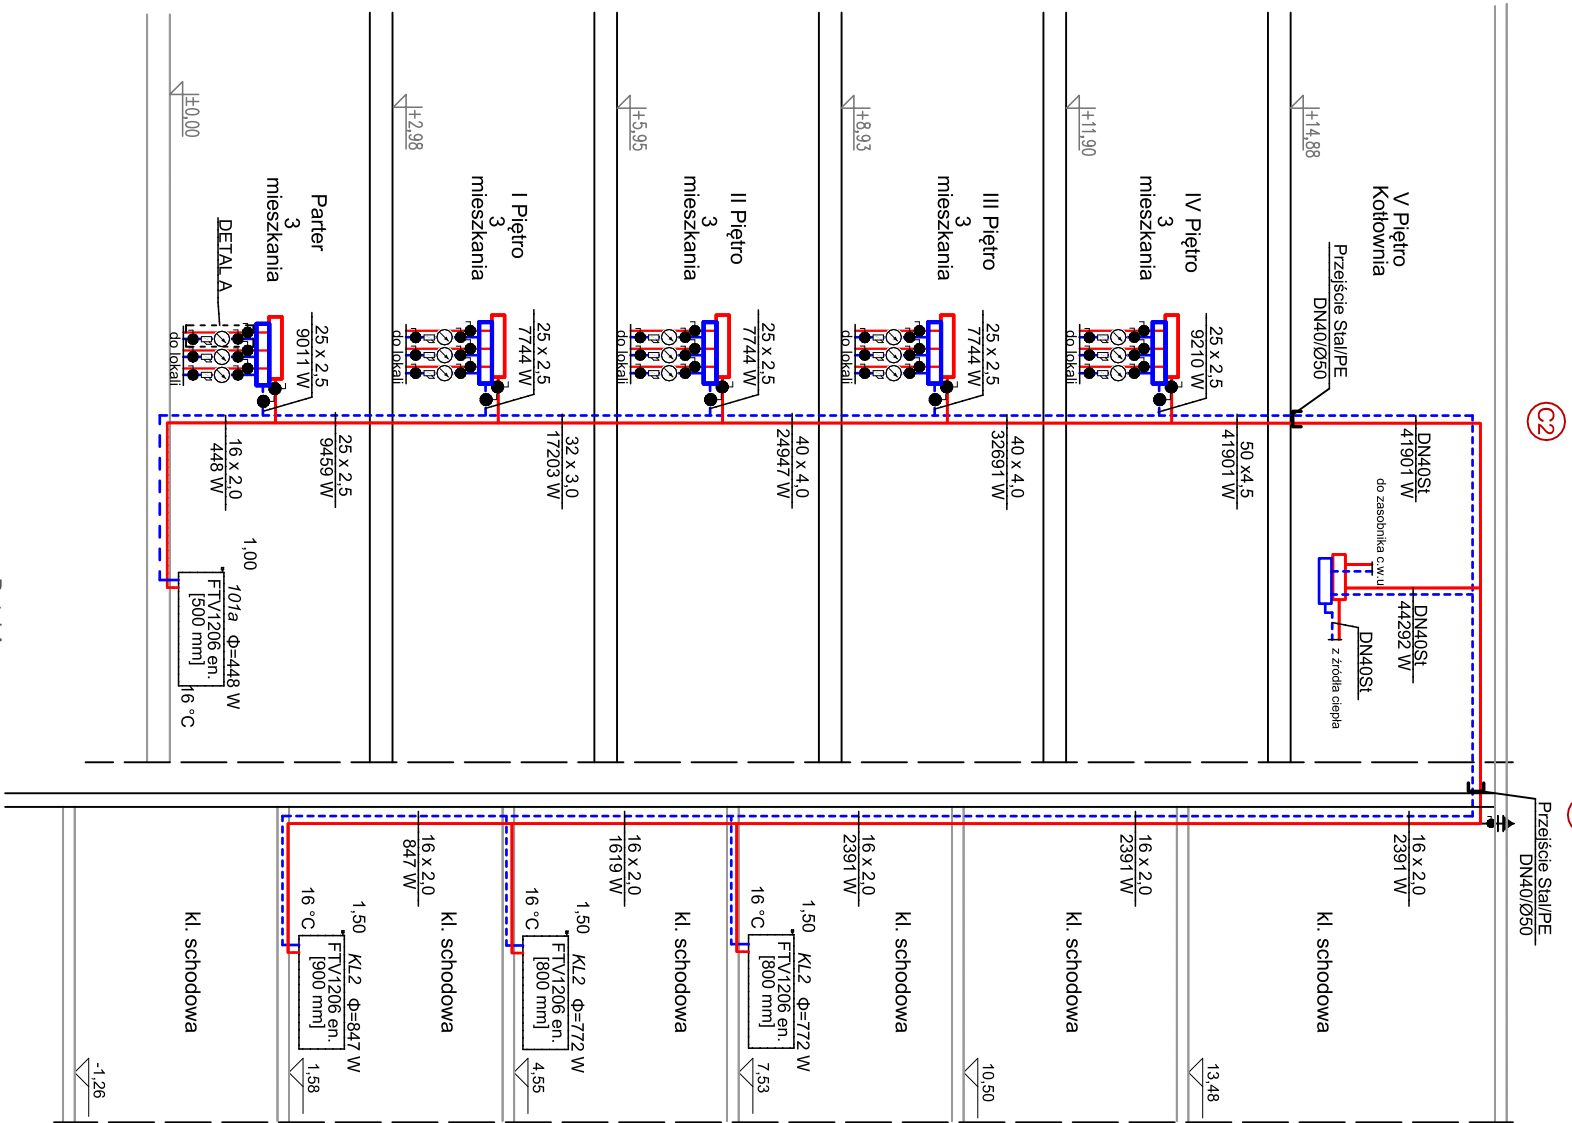 C2
Przejście Stal/PE
DN40/Ø50
V Piętro
Kotłownia
Przejście Stal/PE
DN40/Ø50
DN40St
41901 W
do zasobnika c.w.u
DN40St
44292 W
DN40St
z źródła ciepła
+14,88
16 x 2,0
2391 W
kl. schodowa
13,48
IV Piętro
3
mieszkania
25 x 2,5
9210 W
do lokali
50 x4,5
41901 W
+11,90
16 x 2,0
2391 W
kl. schodowa
10,50
III Piętro
3
mieszkania
25 x 2,5
7744 W
do lokali
40 x 4,0
32691 W
+8,93
16 x 2,0
2391 W
kl. schodowa
1,50
KL2 Φ=772 W
FTV1206 en.
[800 mm]
16 °C
7,53
II Piętro
3
mieszkania
25 x 2,5
7744 W
do lokali
40 x 4,0
24947 W
+5,95
16 x 2,0
1619 W
kl. schodowa
1,50
KL2 Φ=772 W
FTV1206 en.
[800 mm]
16 °C
4,55
I Piętro
3
mieszkania
25 x 2,5
7744 W
do lokali
32 x 3,0
17203 W
+2,98
16 x 2,0
847 W
kl. schodowa
1,50
KL2 Φ=847 W
FTV1206 en.
[900 mm]
16 °C
1,58
Parter
3
mieszkania
25 x 2,5
9011 W
DETAL A
do lokali
25 x 2,5
9459 W
16 x 2,0
448 W
1,00
101a Φ=448 W
FTV1206 en.
[500 mm]
16 °C
±0,00
kl. schodowa
-1,26